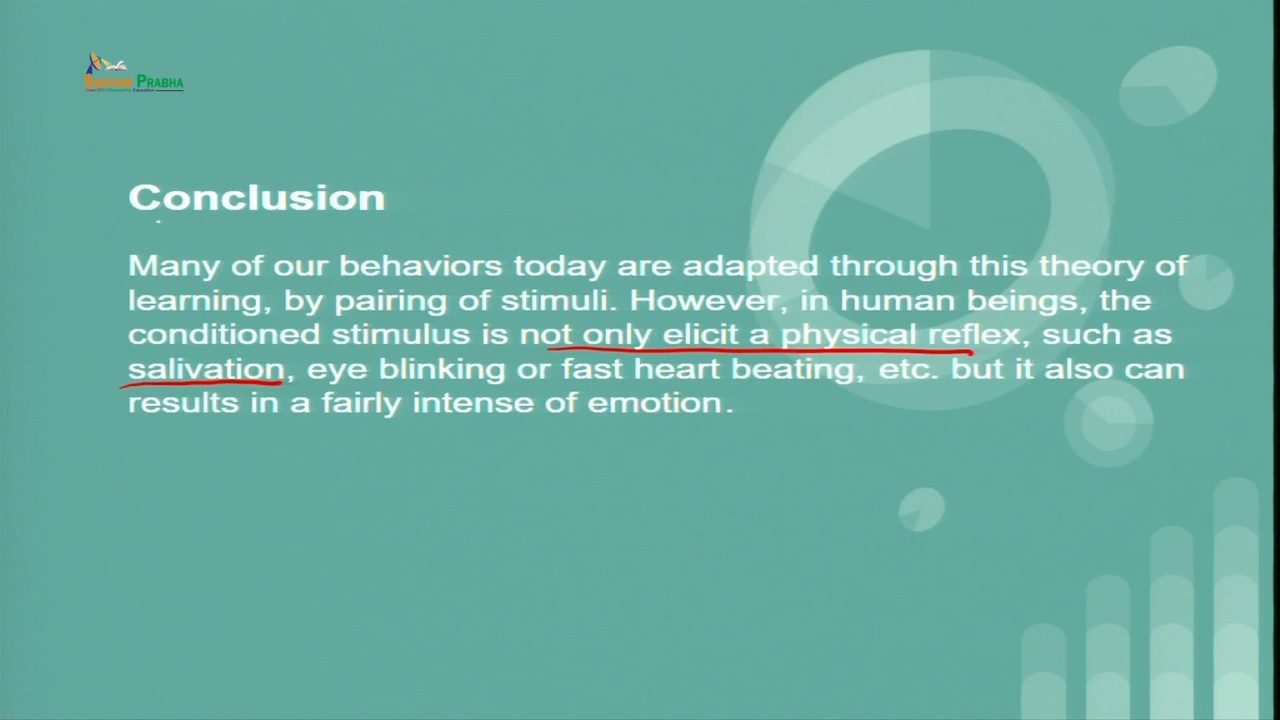 SWAYAM PRABHA
Conclusion
Many of our behaviors today are adapted through this theory of
learning, by pairing of stimuli. However, in human beings, the
conditioned stimulus is not only elicit a physical reflex, such as
salivation, eye blinking or fast heart beating, etc. but it also can
results in a fairly intense of emotion.